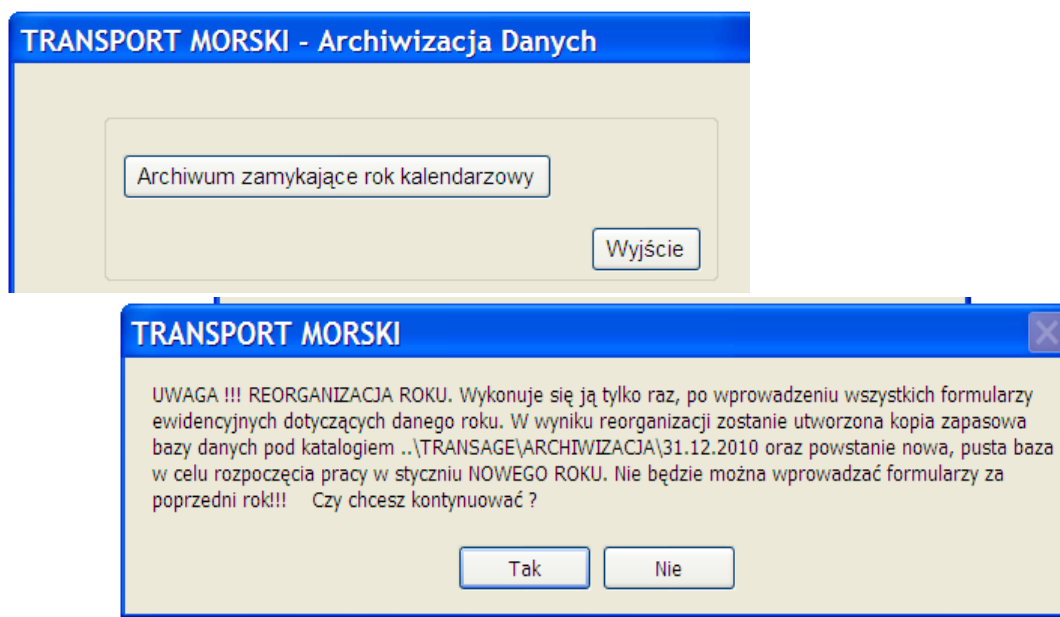 TRANSPORT MORSKI - Archiwizacja Danych
Archiwum zamykające rok kalendarzowy
Wyjście
TRANSPORT MORSKI
UWAGA !!! REORGANIZACJA ROKU. Wykonuje się ją tylko raz, po wprowadzeniu wszystkich formularzy
ewidencyjnych dotyczących danego roku. W wyniku reorganizacji zostanie utworzona kopia zapasowa
bazy danych pod katalogiem ..\TRANSAGE\ARCHIWIZACJA\31.12.2010 oraz powstanie nowa, pusta baza
w celu rozpoczęcia pracy w styczniu NOWEGO ROKU. Nie będzie można wprowadzać formularzy za
poprzedni rok!!! Czy chcesz kontynuować ?
Tak Nie